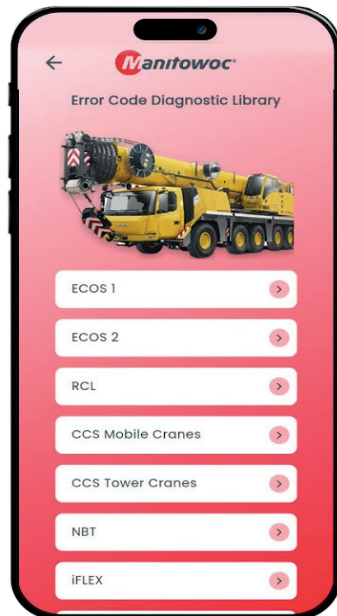 Manitowoc
Error Code Diagnostic Library
ECOS 1
ECOS 2
RCL
CCS Mobile Cranes
CCS Tower Cranes
NBT
iFLEX